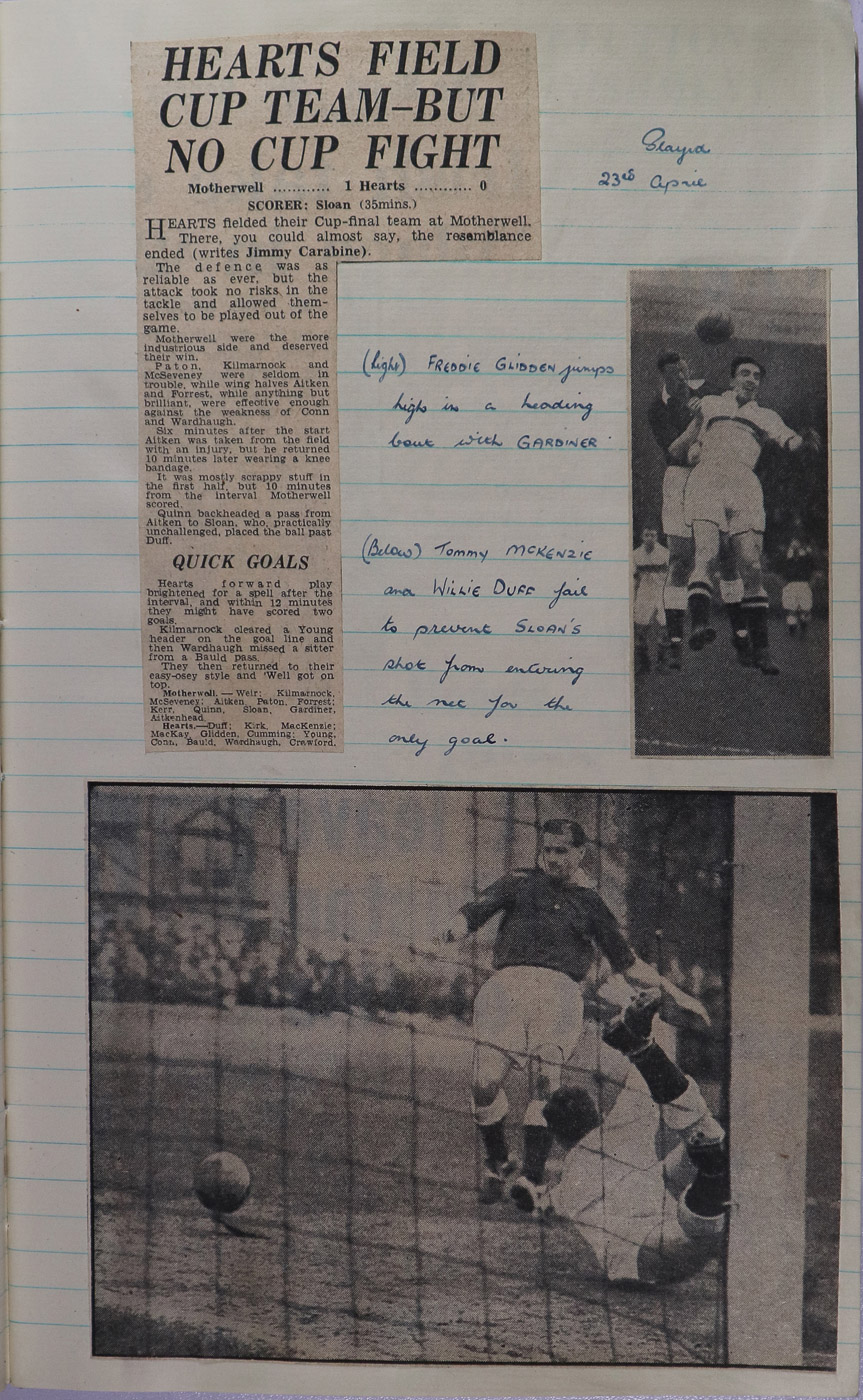 HEARTS FIELD
CUP TEAM–BUT
NO CUP FIGHT
Motherwell ............ 1 Hearts ............ 0
SCORER: Sloan (35mins.)
HEARTS fielded their Cup-final team at Motherwell.
There, you could almost say, the resemblance
ended (writes Jimmy Carabine).
The defence was as
reliable as ever, but the
attack took no risks in the
tackle and allowed them-
selves to be played out of the
game.
Motherwell were the more
industrious side and deserved
their win.
Paton, Kilmarnock and
McSeveney were seldom in
trouble, while wing halves Aitken
and Forrest, while anything but
brilliant, were effective enough
against the weakness of Conn
and Wardhaugh.
Six minutes after the start
Aitken was taken from the field
with an injury, but he returned
10 minutes later wearing a knee
bandage.
It was mostly scrappy stuff in
the first half, but 10 minutes
from the interval Motherwell
scored.
Quinn backheaded a pass from
Aitken to Sloan, who, practically
unchallenged, placed the ball past
Duff.
QUICK GOALS
Hearts forward play
brightened for a spell after the
interval, and within 12 minutes
they might have scored two
goals.
Kilmarnock cleared a Young
header on the goal line and
then Wardhaugh missed a sitter
from a Bauld pass.
They then returned to their
easy-osey style and 'Well got on
top.
Motherwell.—Weir; Kilmarnock,
McSeveney; Aitken, Paton, Forrest;
Kerr, Quinn, Sloan, Gardiner,
Aitkenhead.
Hearts.—Duff; Kirk, MacKenzie;
MacKay, Glidden, Cumming; Young,
Conn, Bauld, Wardhaugh, Crawford.
Played
23rd April
(right) FREDDIE GLIDDEN jumps
high in a heading
bout with GARDINER
(Below) Tommy MCKENZIE
and WILLIE DUFF fail
to prevent SLOAN'S
shot from entering
the net for the
only goal.